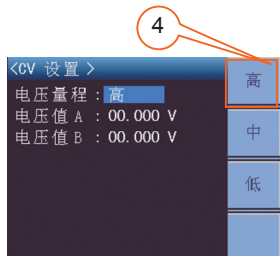 4
<CV 设置 >
电压量程 : 高
电压值 A : 00.000 V
电压值 B : 00.000 V
高
中
低